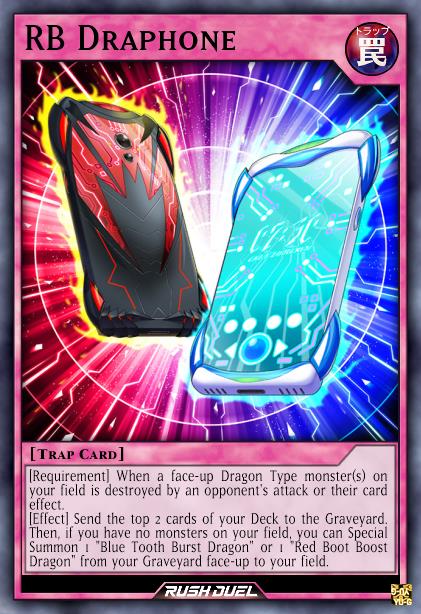 RB Draphone
トラップ
罠
[Trap Card]
[Requirement] When a face-up Dragon Type monster(s) on
your field is destroyed by an opponent's attack or their card
effect.
[Effect] Send the top 2 cards of your Deck to the Graveyard.
Then, if you have no monsters on your field, you can Special
Summon 1 "Blue Tooth Burst Dragon" or 1 "Red Boot Boost
Dragon" from your Graveyard face-up to your field.
RUSH DUEL